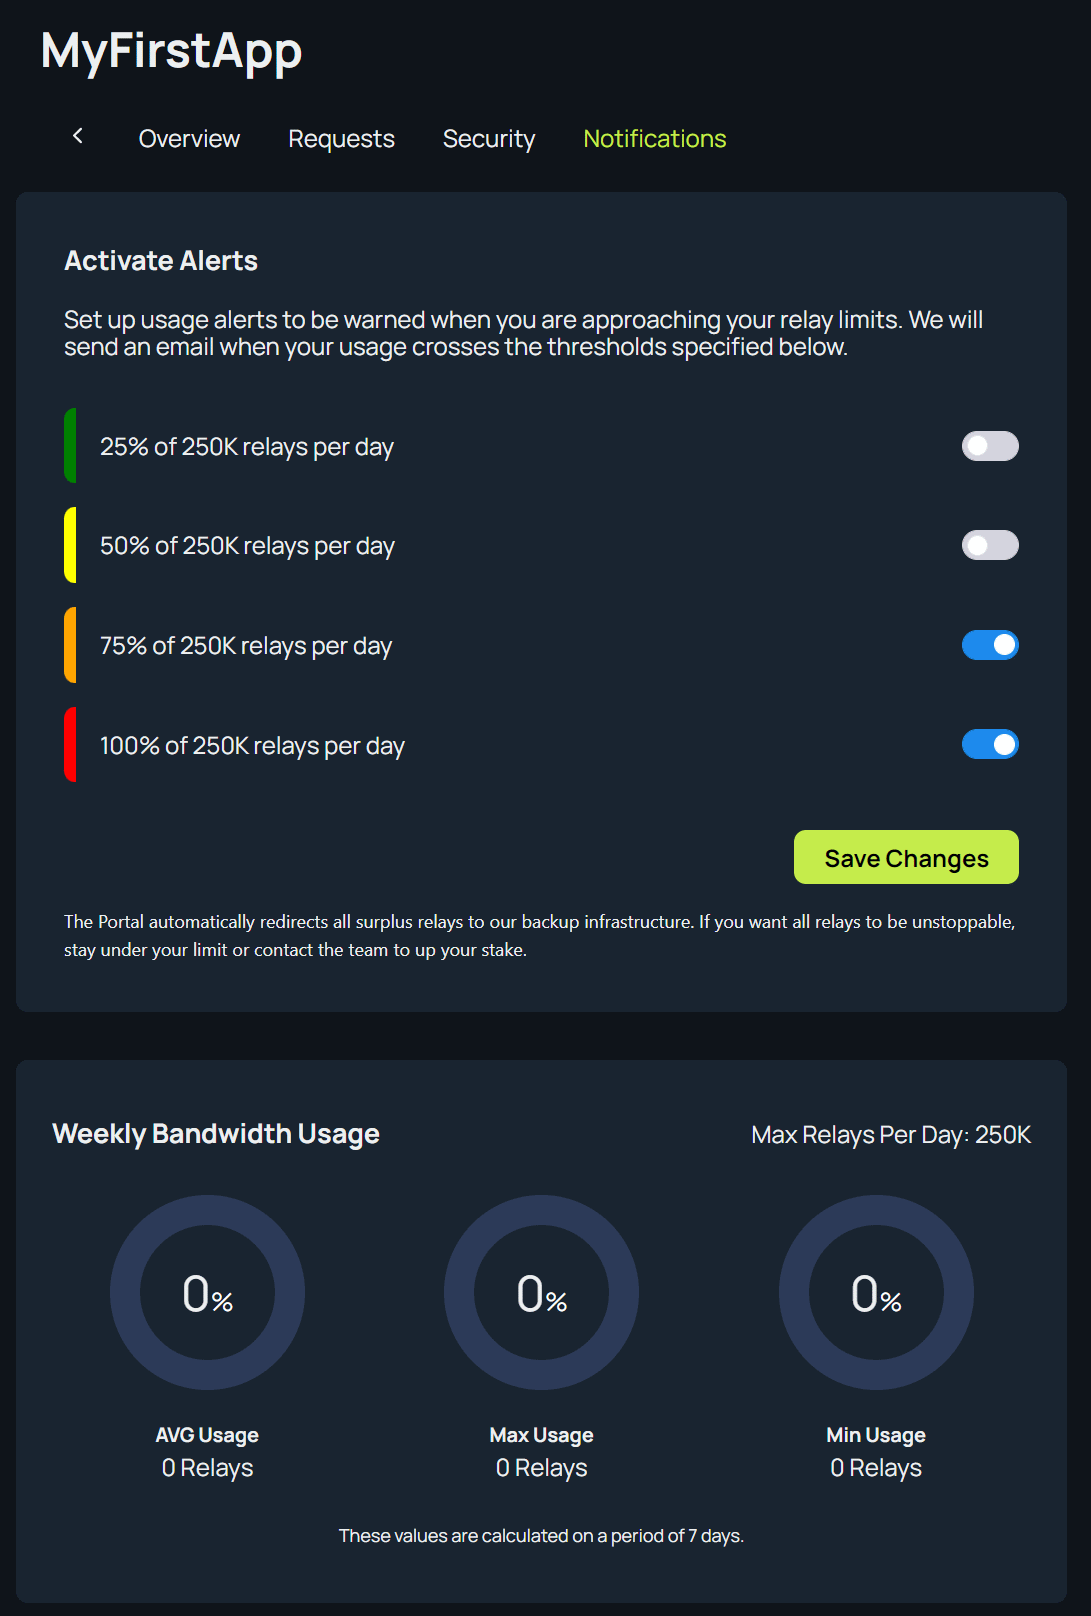 MyFirstApp
Overview Requests Security Notifications
Activate Alerts
Set up usage alerts to be warned when you are approaching your relay limits. We will
send an email when your usage crosses the thresholds specified below.
25% of 250K relays per day
50% of 250K relays per day
75% of 250K relays per day
100% of 250K relays per day
Save Changes
The Portal automatically redirects all surplus relays to our backup infrastructure. If you want all relays to be unstoppable,
stay under your limit or contact the team to up your stake.
Weekly Bandwidth Usage Max Relays Per Day: 250K
0% 0% 0%
AVG Usage Max Usage Min Usage
0 Relays 0 Relays 0 Relays
These values are calculated on a period of 7 days.